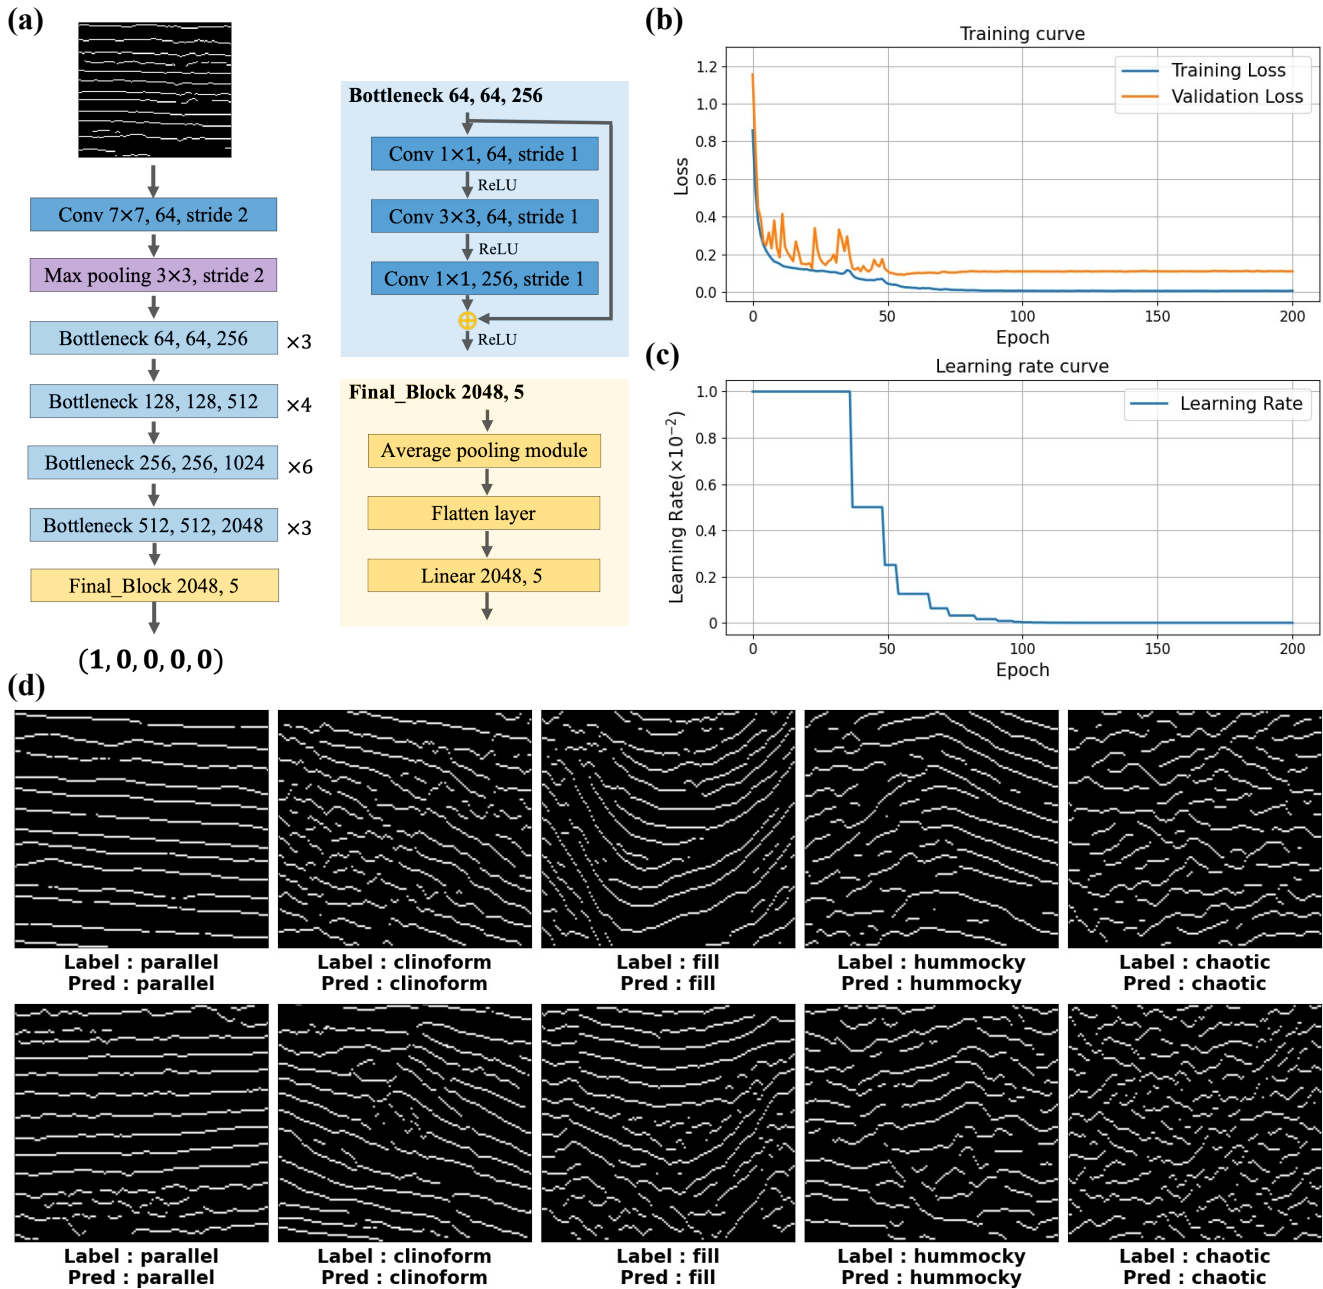 (a)
Conv 7×7, 64, stride 2
Max pooling 3×3, stride 2
Bottleneck 64, 64, 256 ×3
Bottleneck 128, 128, 512 ×4
Bottleneck 256, 256, 1024 ×6
Bottleneck 512, 512, 2048 ×3
Final_Block 2048, 5
(1, 0, 0, 0, 0)
Bottleneck 64, 64, 256
Conv 1×1, 64, stride 1
ReLU
Conv 3×3, 64, stride 1
ReLU
Conv 1×1, 256, stride 1
ReLU
Final_Block 2048, 5
Average pooling module
Flatten layer
Linear 2048, 5
(b)
Training curve
Training Loss
Validation Loss
Loss
1.2
1.0
0.8
0.6
0.4
0.2
0.0
0 50 100 150 200
Epoch
(c)
Learning rate curve
Learning Rate
Learning Rate(×10⁻²)
1.0
0.8
0.6
0.4
0.2
0
0 50 100 150 200
Epoch
(d)
Label : parallel
Pred : parallel
Label : clinoform
Pred : clinoform
Label : fill
Pred : fill
Label : hummocky
Pred : hummocky
Label : chaotic
Pred : chaotic
Label : parallel
Pred : parallel
Label : clinoform
Pred : clinoform
Label : fill
Pred : fill
Label : hummocky
Pred : hummocky
Label : chaotic
Pred : chaotic